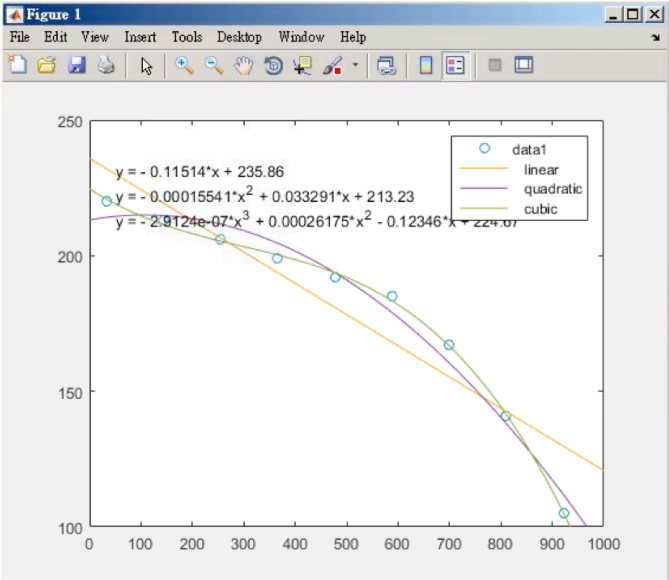 Figure 1
File Edit View Insert Tools Desktop Window Help
250
200
150
100
y = - 0.11514*x + 235.86
y = - 0.00015541*x² + 0.033291*x + 213.23
y = - 2.9124e-07*x³ + 0.00026175*x² - 0.12346*x + 224.67
data1
linear
quadratic
cubic
0 100 200 300 400 500 600 700 800 900 1000